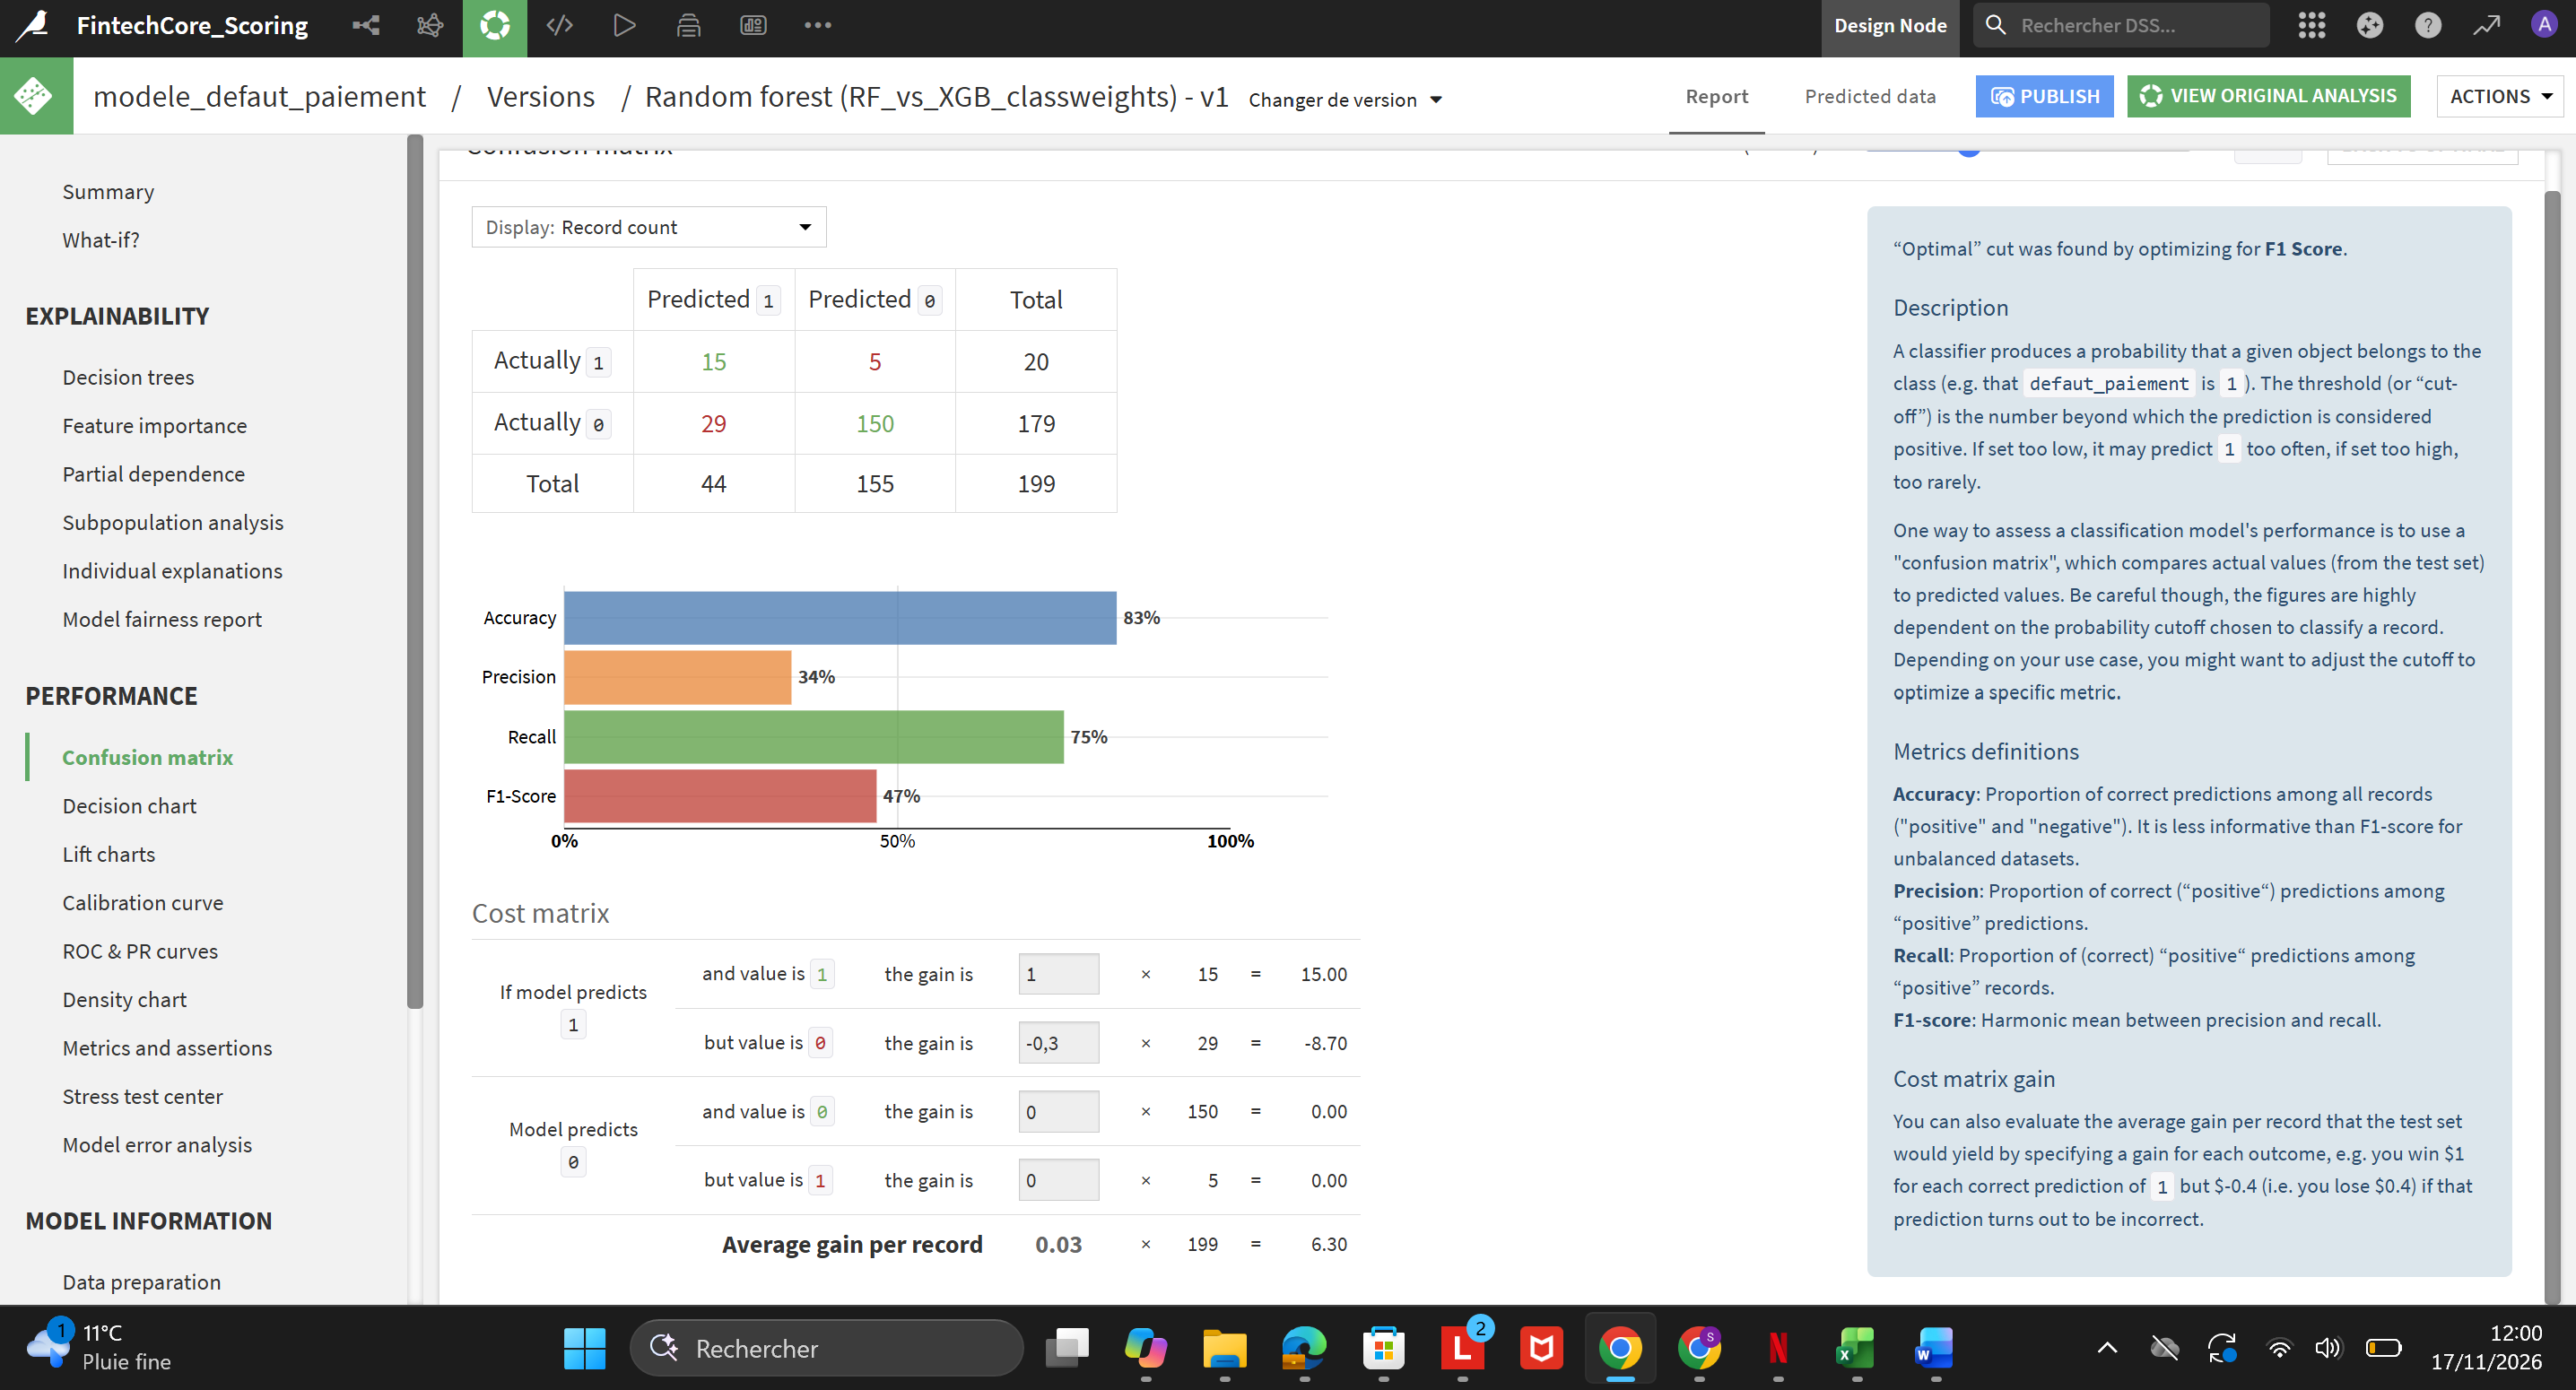 FintechCore_Scoring
Design Node
Rechercher DSS...
A
modele_defaut_paiement / Versions / Random forest (RF_vs_XGB_classweights) - v1 Changer de version
Report
Predicted data
PUBLISH
VIEW ORIGINAL ANALYSIS
ACTIONS
Summary
What-if?
EXPLAINABILITY
Decision trees
Feature importance
Partial dependence
Subpopulation analysis
Individual explanations
Model fairness report
PERFORMANCE
Confusion matrix
Decision chart
Lift charts
Calibration curve
ROC & PR curves
Density chart
Metrics and assertions
Stress test center
Model error analysis
MODEL INFORMATION
Data preparation
Confusion matrix
Display: Record count
Predicted 1 Predicted 0 Total
Actually 1 15 5 20
Actually 0 29 150 179
Total 44 155 199
Accuracy 83%
Precision 34%
Recall 75%
F1-Score 47%
0% 50% 100%
Cost matrix
If model predicts 1
and value is 1 the gain is 1 × 15 = 15.00
but value is 0 the gain is -0,3 × 29 = -8.70
Model predicts 0
and value is 0 the gain is 0 × 150 = 0.00
but value is 1 the gain is 0 × 5 = 0.00
Average gain per record 0.03 × 199 = 6.30
“Optimal” cut was found by optimizing for F1 Score.
Description
A classifier produces a probability that a given object belongs to the
class (e.g. that defaut_paiement is 1 ). The threshold (or “cut-
off”) is the number beyond which the prediction is considered
positive. If set too low, it may predict 1 too often, if set too high,
too rarely.
One way to assess a classification model's performance is to use a
"confusion matrix", which compares actual values (from the test set)
to predicted values. Be careful though, the figures are highly
dependent on the probability cutoff chosen to classify a record.
Depending on your use case, you might want to adjust the cutoff to
optimize a specific metric.
Metrics definitions
Accuracy: Proportion of correct predictions among all records
("positive" and "negative"). It is less informative than F1-score for
unbalanced datasets.
Precision: Proportion of correct (“positive“) predictions among
“positive” predictions.
Recall: Proportion of (correct) “positive“ predictions among
“positive” records.
F1-score: Harmonic mean between precision and recall.
Cost matrix gain
You can also evaluate the average gain per record that the test set
would yield by specifying a gain for each outcome, e.g. you win $1
for each correct prediction of 1 but $-0.4 (i.e. you lose $0.4) if that
prediction turns out to be incorrect.
1
11°C
Pluie fine
Rechercher
2
S
12:00
17/11/2026